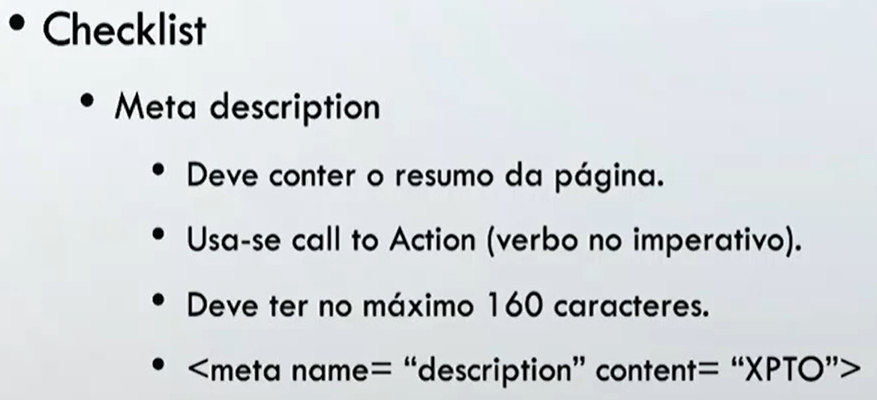 • Checklist
• Meta description
• Deve conter o resumo da página.
• Usa-se call to Action (verbo no imperativo).
• Deve ter no máximo 160 caracteres.
• <meta name= “description” content= “XPTO”>